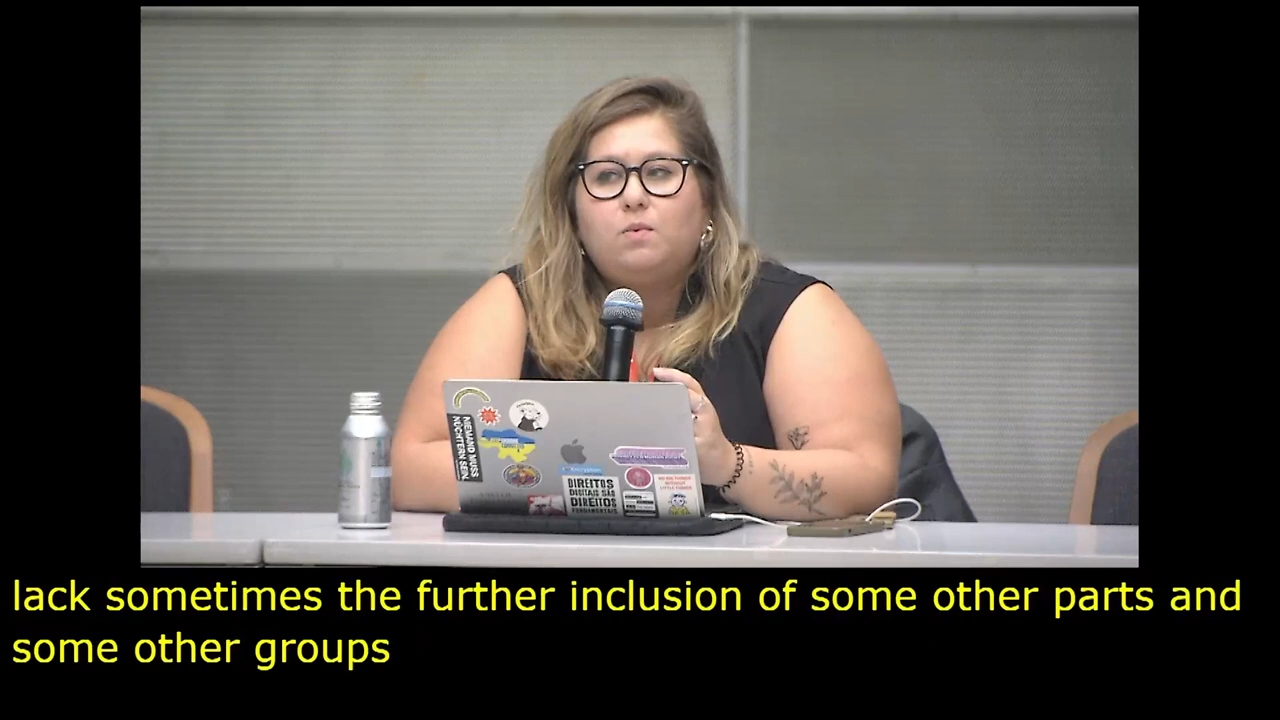 NIEMAND MUSS
NÜCHTERN SEIN.
Encryption
DIREITOS
DIGITAIS SÃO
DIREITOS
FUNDAMENTAIS
lack sometimes the further inclusion of some other parts and
some other groups